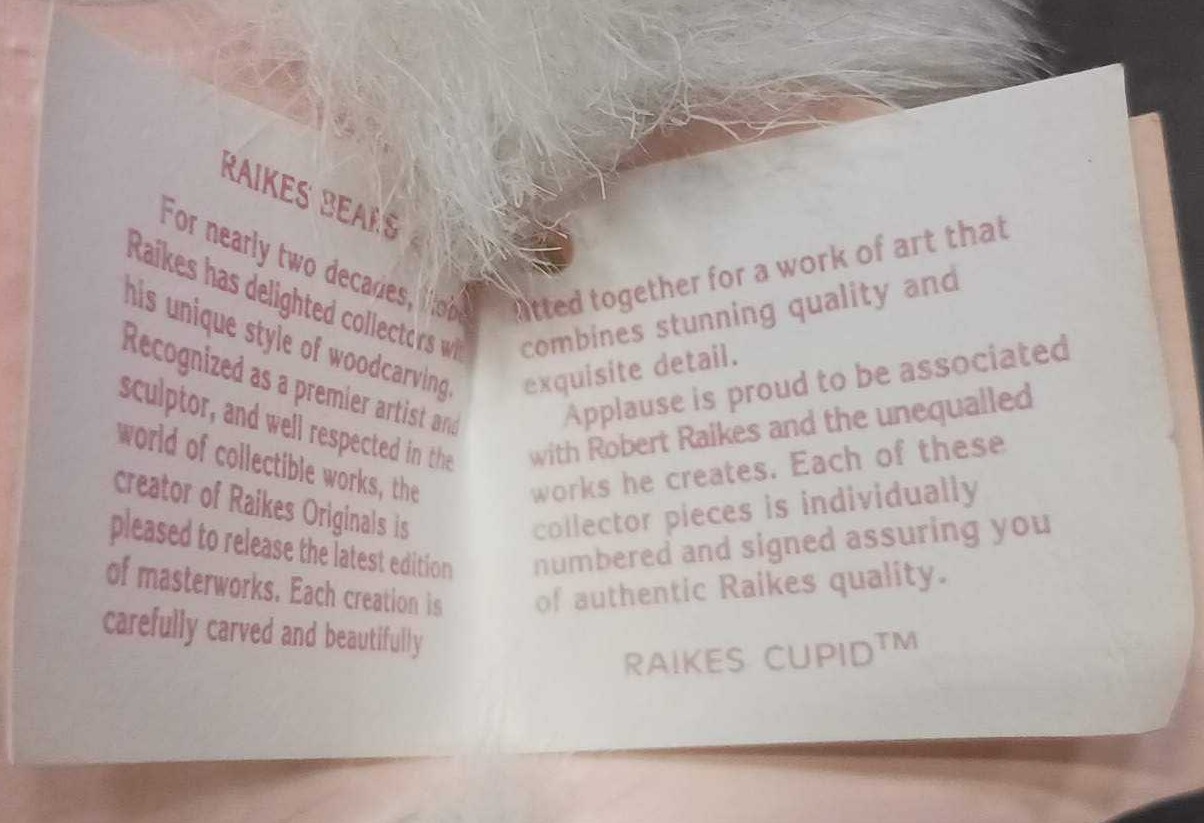 RAIKES BEARS
For nearly two decades,
Raikes has delighted collectors
his unique style of woodcarving.
Recognized as a premier artist and
sculptor, and well respected in the
world of collectible works, the
creator of Raikes Originals is
pleased to release the latest edition
of masterworks. Each creation is
carefully carved and beautifully
together for a work of art that
combines stunning quality and
exquisite detail.
Applause is proud to be associated
with Robert Raikes and the unequalled
works he creates. Each of these
collector pieces is individually
numbered and signed assuring you
of authentic Raikes quality.
RAIKES CUPID™